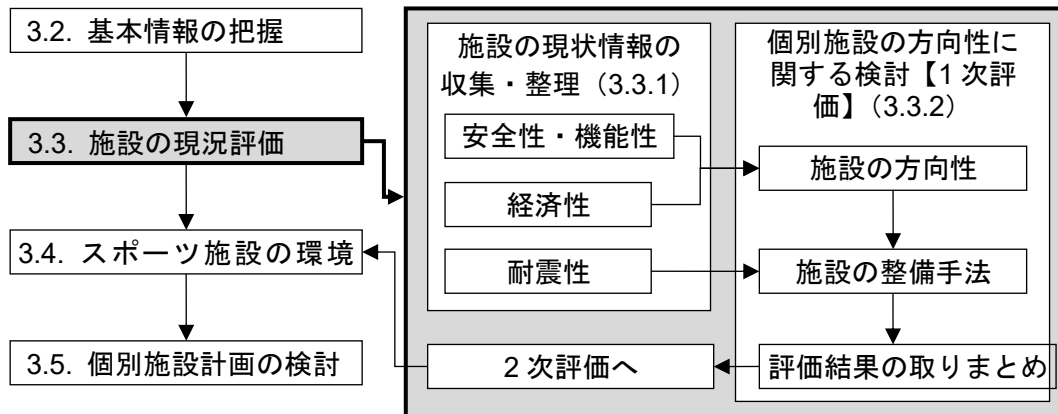 3.2. 基本情報の把握
3.3. 施設の現況評価
3.4. スポーツ施設の環境
3.5. 個別施設計画の検討
施設の現状情報の
収集・整理（3.3.1）
安全性・機能性
経済性
耐震性
2 次評価へ
個別施設の方向性に
関する検討【1 次評
価】（3.3.2）
施設の方向性
施設の整備手法
評価結果の取りまとめ